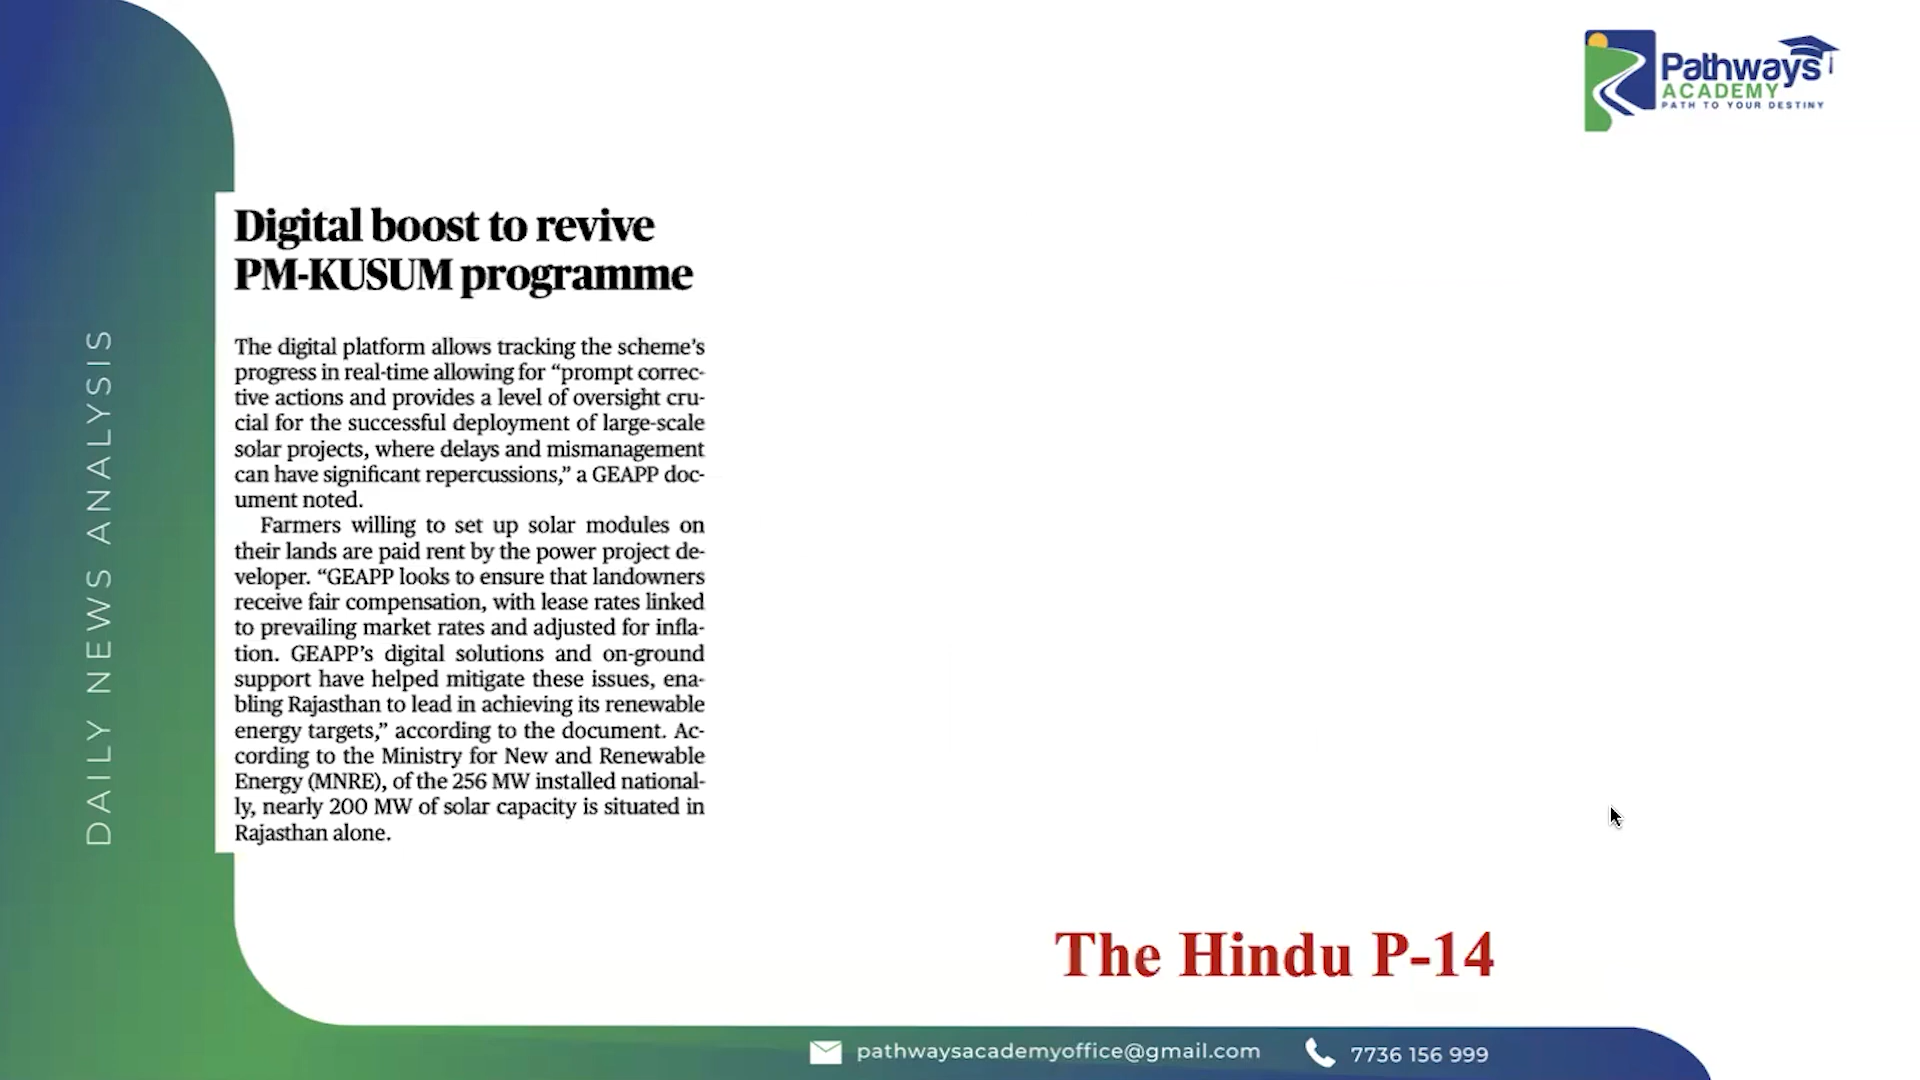 Pathways
ACADEMY
PATH TO YOUR DESTINY
DAILY NEWS ANALYSIS
Digital boost to revive
PM-KUSUM programme
The digital platform allows tracking the scheme's
progress in real-time allowing for “prompt correc-
tive actions and provides a level of oversight cru-
cial for the successful deployment of large-scale
solar projects, where delays and mismanagement
can have significant repercussions,” a GEAPP doc-
ument noted.
Farmers willing to set up solar modules on
their lands are paid rent by the power project de-
veloper. “GEAPP looks to ensure that landowners
receive fair compensation, with lease rates linked
to prevailing market rates and adjusted for infla-
tion. GEAPP’s digital solutions and on-ground
support have helped mitigate these issues, ena-
bling Rajasthan to lead in achieving its renewable
energy targets,” according to the document. Ac-
cording to the Ministry for New and Renewable
Energy (MNRE), of the 256 MW installed national-
ly, nearly 200 MW of solar capacity is situated in
Rajasthan alone.
The Hindu P-14
pathwaysacademyoffice@gmail.com
7736 156 999